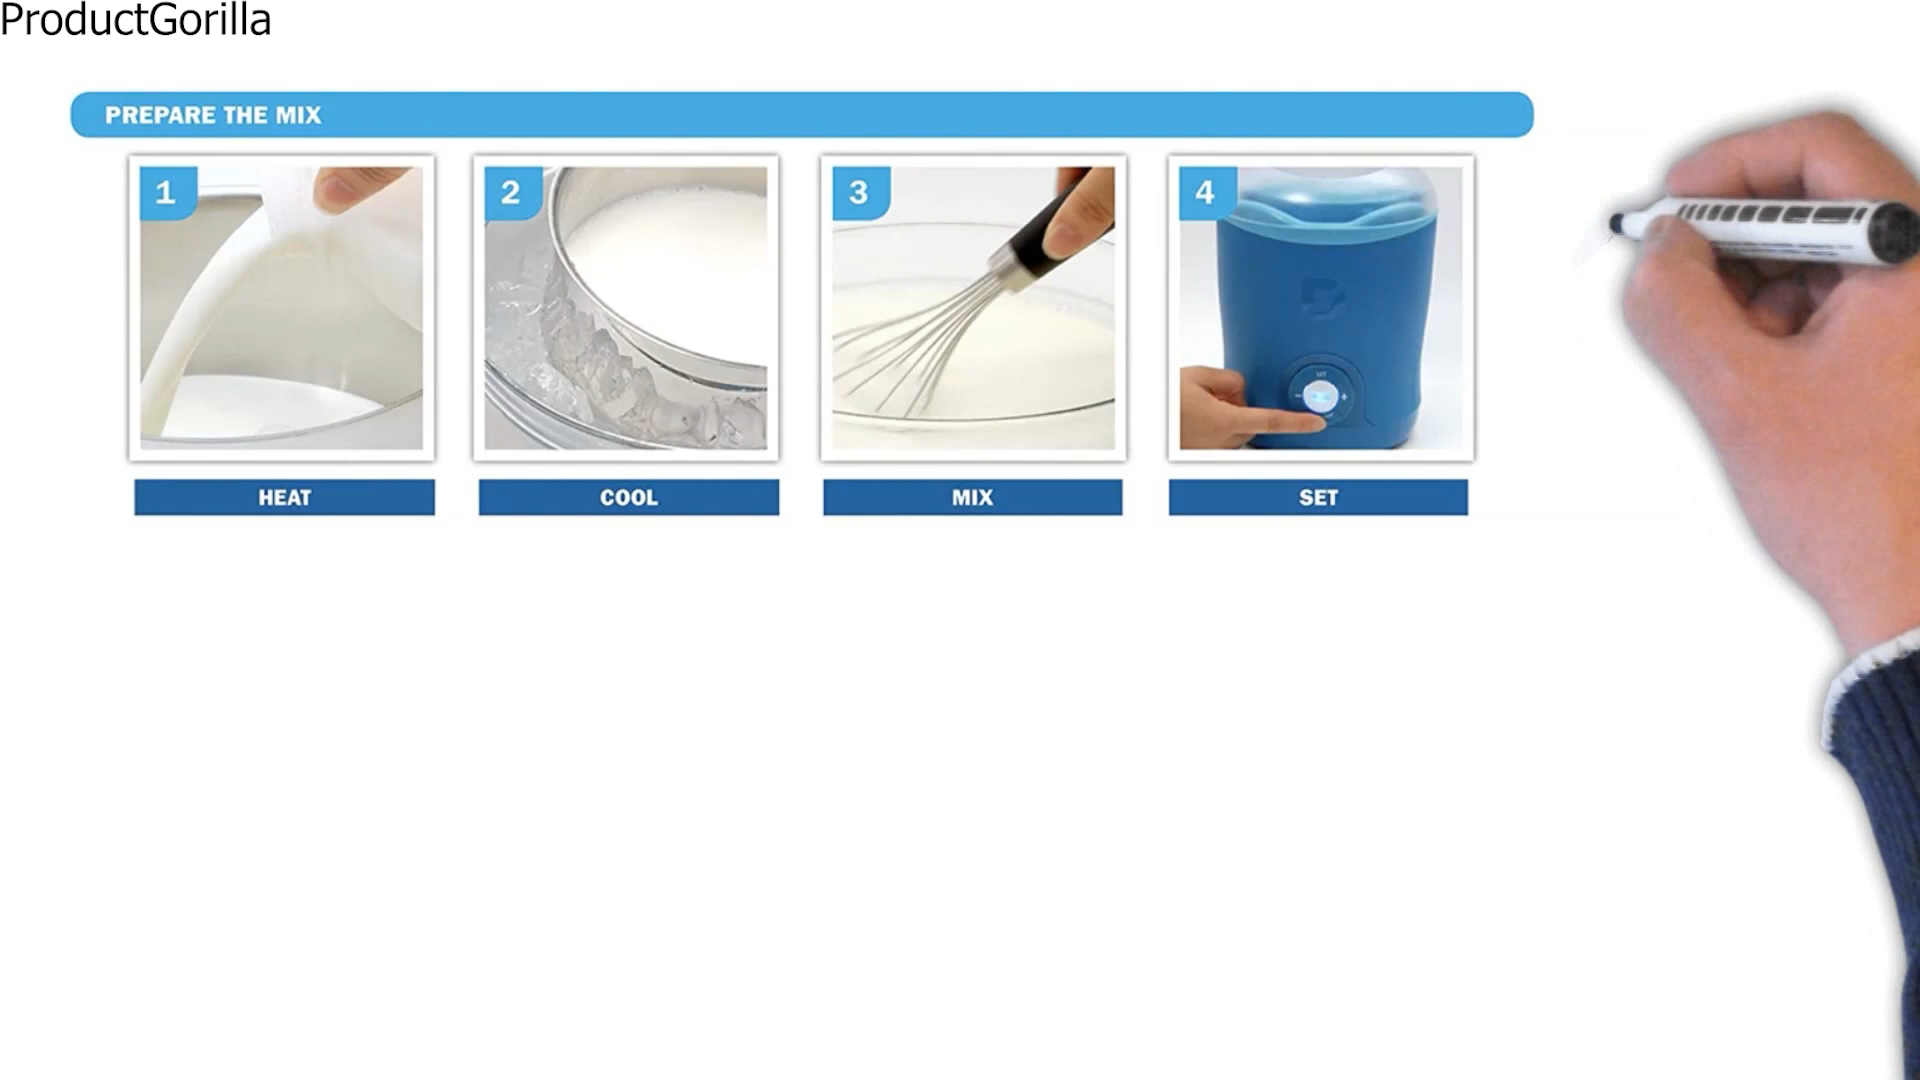 ProductGorilla
PREPARE THE MIX
1
2
3
4
HEAT
COOL
MIX
SET